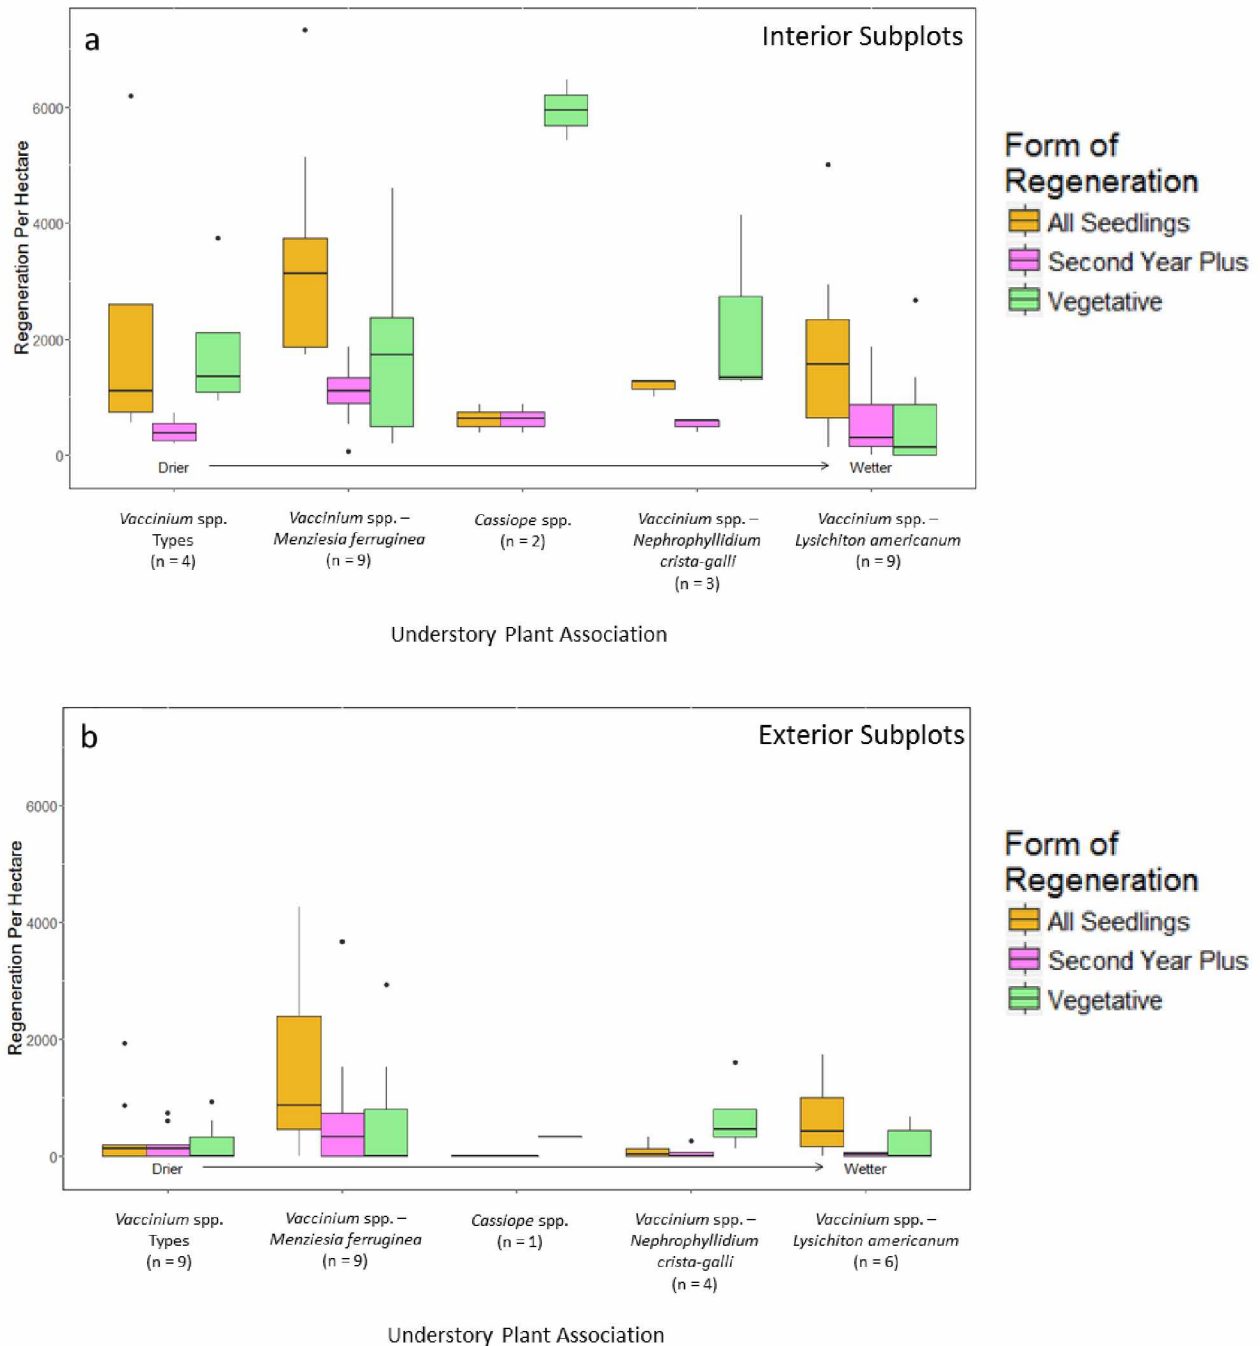 a
Interior Subplots
Regeneration Per Hectare
6000
4000
2000
0
Drier
Wetter
Vaccinium spp.
Types
(n = 4)
Vaccinium spp. –
Menziesia ferruginea
(n = 9)
Cassiope spp.
(n = 2)
Vaccinium spp. –
Nephrophyllidium
crista-galli
(n = 3)
Vaccinium spp. –
Lysichiton americanum
(n = 9)
Understory Plant Association
Form of
Regeneration
All Seedlings
Second Year Plus
Vegetative
b
Exterior Subplots
Regeneration Per Hectare
6000
4000
2000
0
Drier
Wetter
Vaccinium spp.
Types
(n = 9)
Vaccinium spp. –
Menziesia ferruginea
(n = 9)
Cassiope spp.
(n = 1)
Vaccinium spp. –
Nephrophyllidium
crista-galli
(n = 4)
Vaccinium spp. –
Lysichiton americanum
(n = 6)
Understory Plant Association
Form of
Regeneration
All Seedlings
Second Year Plus
Vegetative